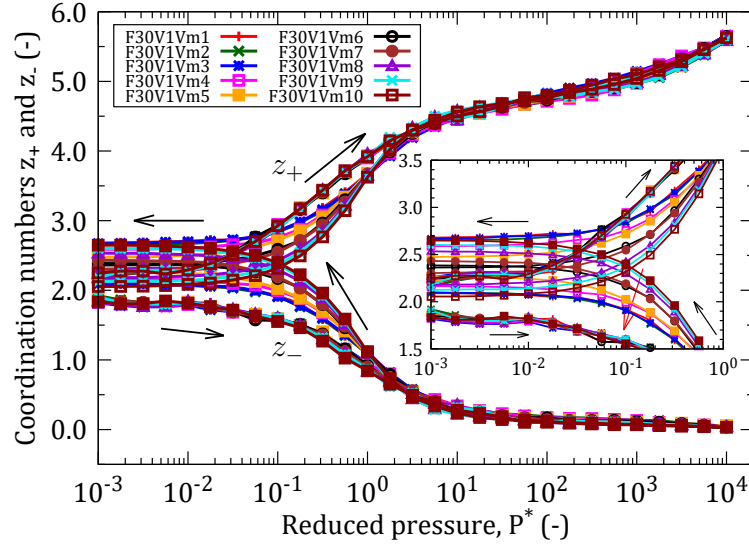 Coordination numbers z₊ and z₋ (-)
6.0
5.0
4.0
3.0
2.0
1.0
0.0
F30V1Vm1
F30V1Vm2
F30V1Vm3
F30V1Vm4
F30V1Vm5
F30V1Vm6
F30V1Vm7
F30V1Vm8
F30V1Vm9
F30V1Vm10
z₊
z₋
3.5
3.0
2.5
2.0
1.5
10⁻³ 10⁻² 10⁻¹ 10⁰
10⁻³ 10⁻² 10⁻¹ 10⁰ 10¹ 10² 10³ 10⁴
Reduced pressure, P* (-)